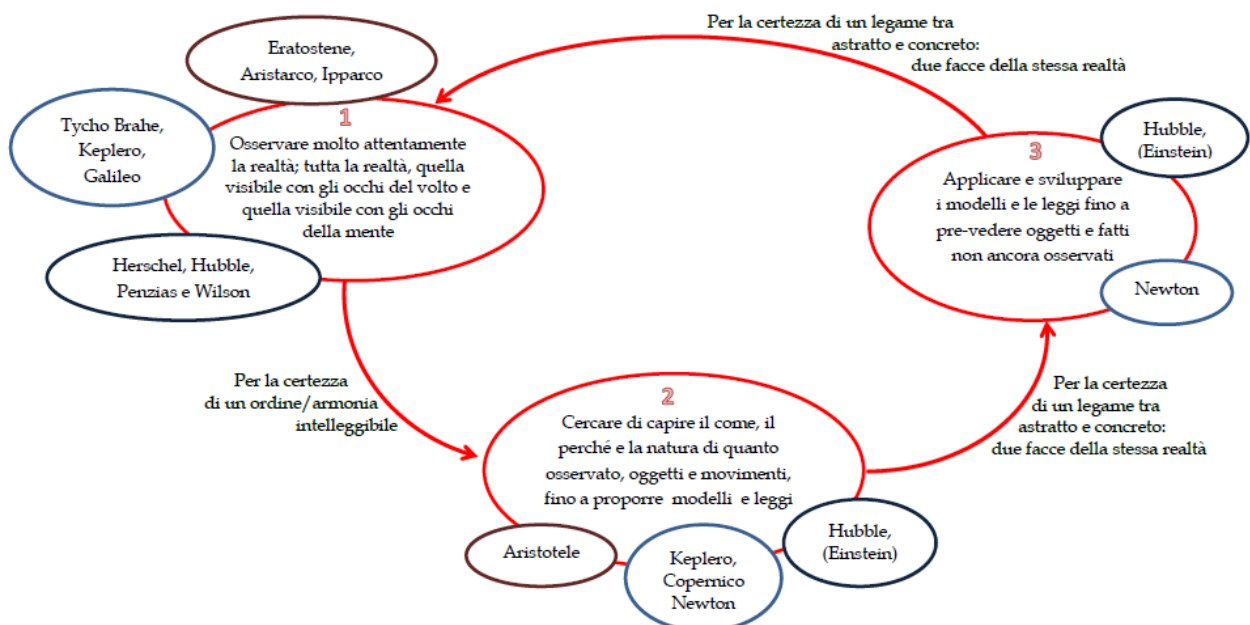 Per la certezza di un legame tra
astratto e concreto:
due facce della stessa realtà
Eratostene,
Aristarco, Ipparco
Tycho Brahe,
Keplero,
Galileo
1
Osservare molto attentamente
la realtà; tutta la realtà, quella
visibile con gli occhi del volto e
quella visibile con gli occhi
della mente
Herschel, Hubble,
Penzias e Wilson
Hubble,
(Einstein)
3
Applicare e sviluppare
i modelli e le leggi fino a
pre-vedere oggetti e fatti
non ancora osservati
Newton
Per la certezza
di un ordine/armonia
intelleggibile
2
Cercare di capire il come, il
perché e la natura di quanto
osservato, oggetti e movimenti,
fino a proporre modelli e leggi
Per la certezza
di un legame tra
astratto e concreto:
due facce della stessa realtà
Aristotele
Keplero,
Copernico
Newton
Hubble,
(Einstein)